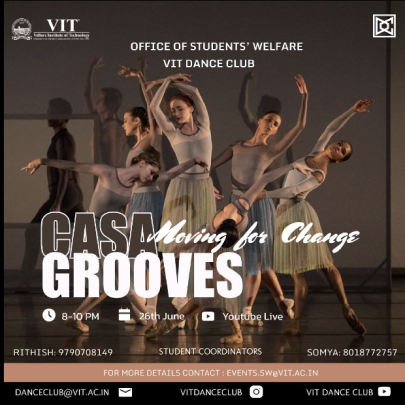 VIT
Vellore Institute of Technology
OFFICE OF STUDENTS' WELFARE
VIT DANCE CLUB
CASA Moving for Change
GROOVES
8-10 PM 26th June Youtube Live
RITHISH: 9790708149 STUDENT COORDINATORS SOMYA: 8018772757
FOR MORE DETAILS CONTACT : EVENTS.SW@VIT.AC.IN
DANCECLUB@VIT.AC.IN VITDANCECLUB VIT DANCE CLUB